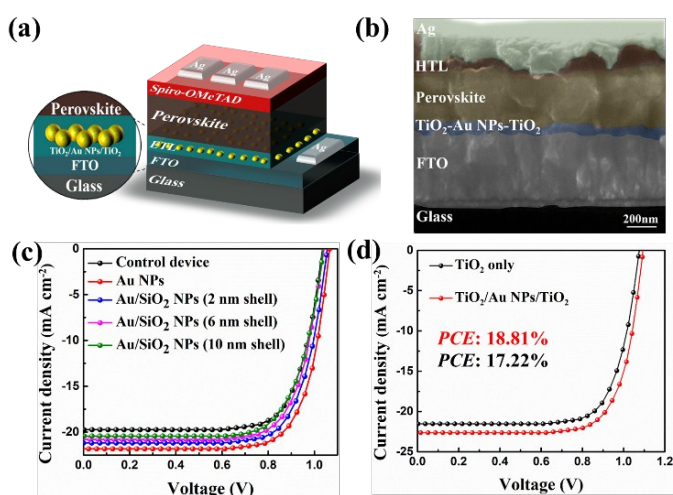 (a)
Ag Ag Ag
Spiro-OMeTAD
Perovskite
ETL
FTO
Glass
Ag
Perovskite
TiO₂/Au NPs/TiO₂
FTO
Glass
(b)
Ag
HTL
Perovskite
TiO₂-Au NPs-TiO₂
FTO
Glass
200nm
(c)
Control device
Au NPs
Au/SiO₂ NPs (2 nm shell)
Au/SiO₂ NPs (6 nm shell)
Au/SiO₂ NPs (10 nm shell)
Current density (mA cm⁻²)
0
-5
-10
-15
-20
0.0 0.2 0.4 0.6 0.8 1.0
Voltage (V)
(d)
TiO₂ only
TiO₂/Au NPs/TiO₂
PCE: 18.81%
PCE: 17.22%
Current density (mA cm⁻²)
0
-5
-10
-15
-20
-25
0.0 0.2 0.4 0.6 0.8 1.0 1.2
Voltage (V)